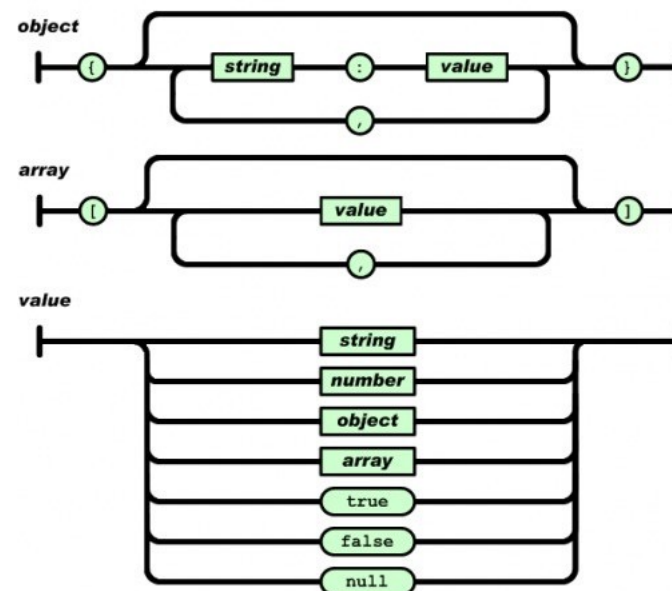 object
{ string : value }
,
array
[ value ]
,
value
string
number
object
array
true
false
null